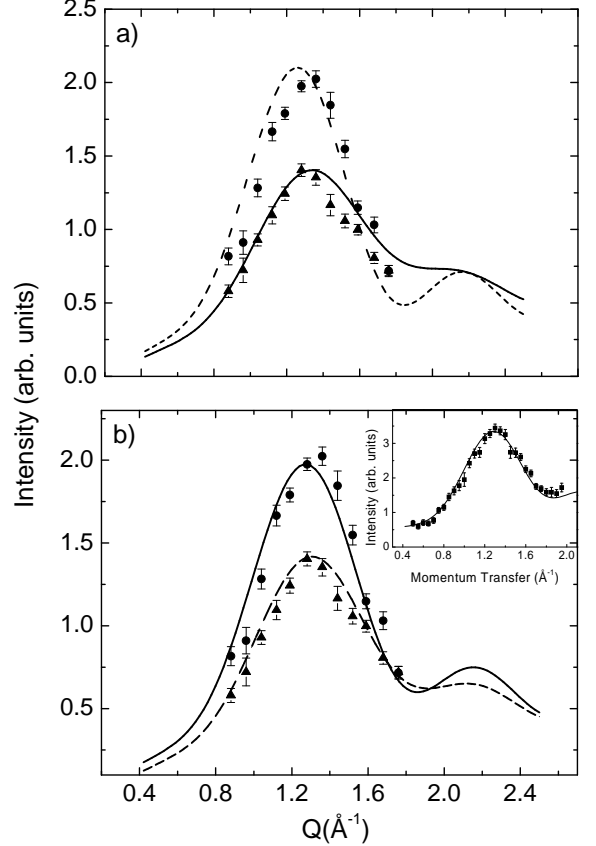 2.5
a)
2.0
1.5
1.0
0.5
0.0
Intensity (arb. units)
b)
2.0
1.5
1.0
0.5
Intensity (arb. units)
3
2
1
0
0.4 0.8 1.2 1.6 2.0
Momentum Transfer (Å⁻¹)
0.4 0.8 1.2 1.6 2.0 2.4
Q(Å⁻¹)